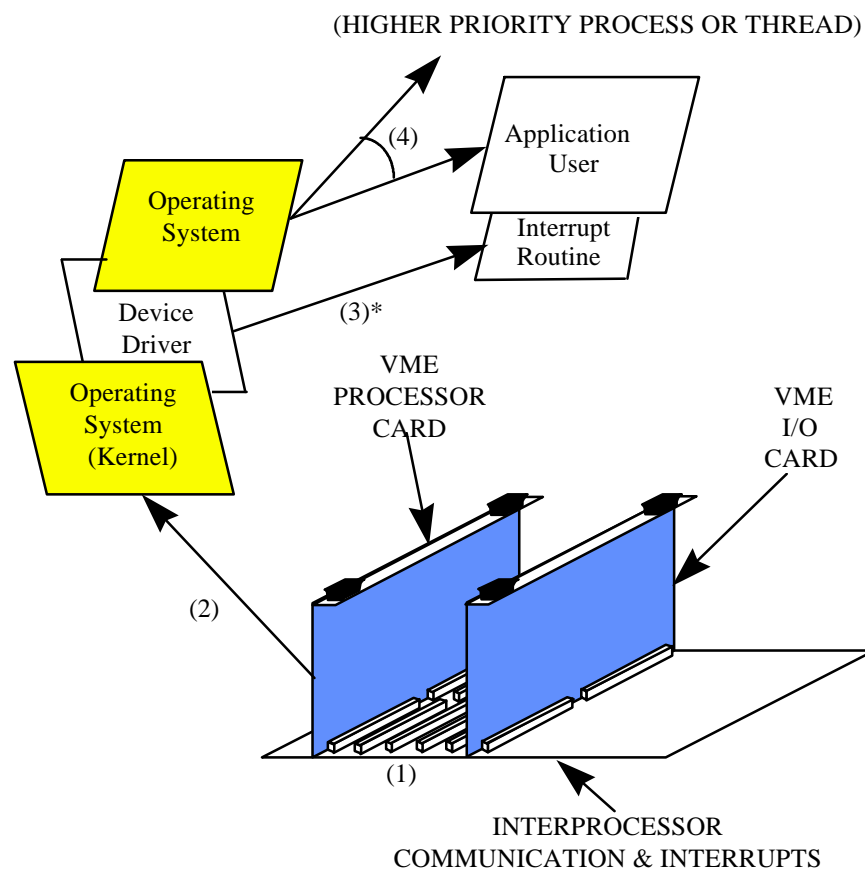 (HIGHER PRIORITY PROCESS OR THREAD)
(4)
Application
User
Operating
System
Interrupt
Routine
(3)*
Device
Driver
VME
PROCESSOR
CARD
VME
I/O
CARD
Operating
System
(Kernel)
(2)
(1)
INTERPROCESSOR
COMMUNICATION & INTERRUPTS